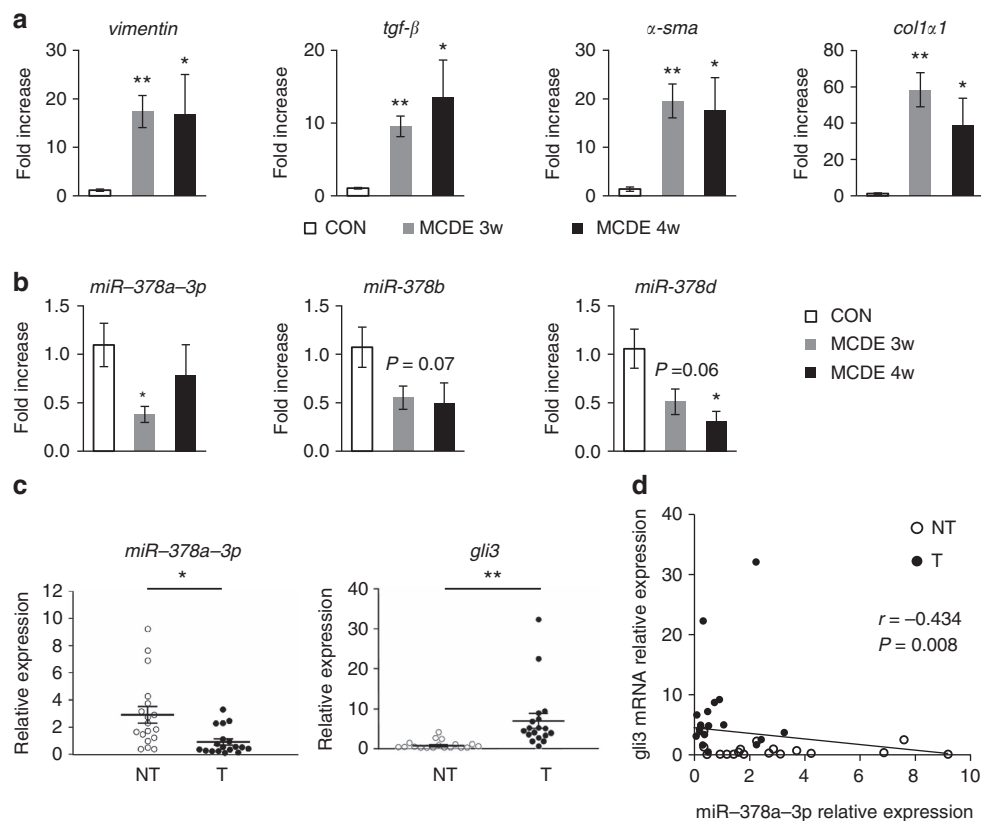 a
vimentin
tgf-β
α-sma
col1α1
Fold increase
30
20
10
0
**
*
Fold increase
20
10
0
**
*
Fold increase
30
20
10
0
**
*
Fold increase
80
60
40
20
0
**
*
CON
MCDE 3w
MCDE 4w
b
miR–378a–3p
miR-378b
miR-378d
Fold increase
1.5
1.0
0.5
0.0
*
Fold increase
1.5
1.0
0.5
0.0
P = 0.07
Fold increase
1.5
1.0
0.5
0.0
P =0.06
*
CON
MCDE 3w
MCDE 4w
c
miR–378a–3p
*
Relative expression
12
10
8
6
4
2
0
NT
T
gli3
**
Relative expression
40
30
20
10
0
NT
T
d
gli3 mRNA relative expression
40
30
20
10
0
NT
T
r = –0.434
P = 0.008
0
2
4
6
8
10
miR–378a–3p relative expression